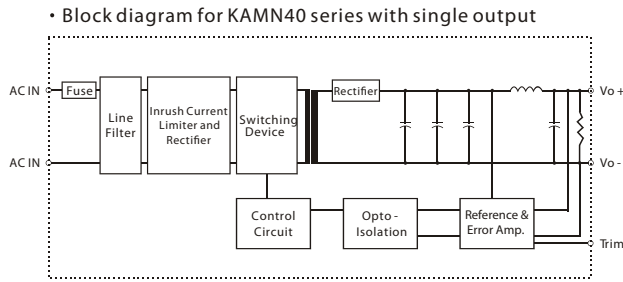 • Block diagram for KAMN40 series with single output
AC IN
Fuse
Line
Filter
Inrush Current
Limiter and
Rectifier
Switching
Device
Rectifier
Vo +
AC IN
Vo -
Control
Circuit
Opto -
Isolation
Reference &
Error Amp.
Trim